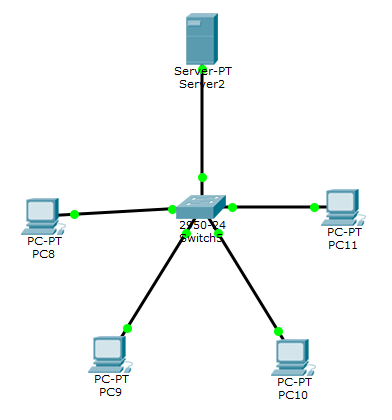 Server-PT
Server2
2950-24
Switch5
PC-PT
PC8
PC-PT
PC11
PC-PT
PC9
PC-PT
PC10